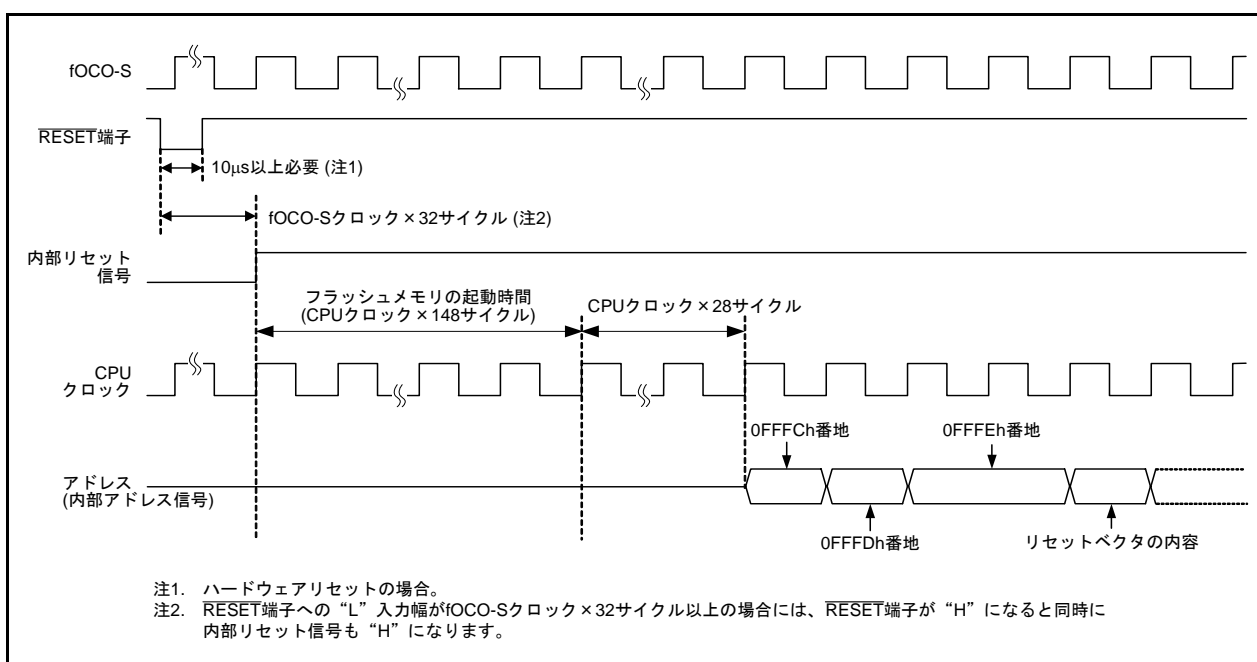 fOCO-S
RESET端子
10μs以上必要 (注1)
fOCO-Sクロック×32サイクル (注2)
内部リセット
信号
フラッシュメモリの起動時間
(CPUクロック×148サイクル)
CPUクロック×28サイクル
CPU
クロック
0FFFCh番地
0FFFEh番地
アドレス
(内部アドレス信号)
0FFFDh番地
リセットベクタの内容
注1. ハードウェアリセットの場合。
注2. RESET端子への“L”入力幅がfOCO-Sクロック×32サイクル以上の場合には、RESET端子が“H”になると同時に
内部リセット信号も“H”になります。